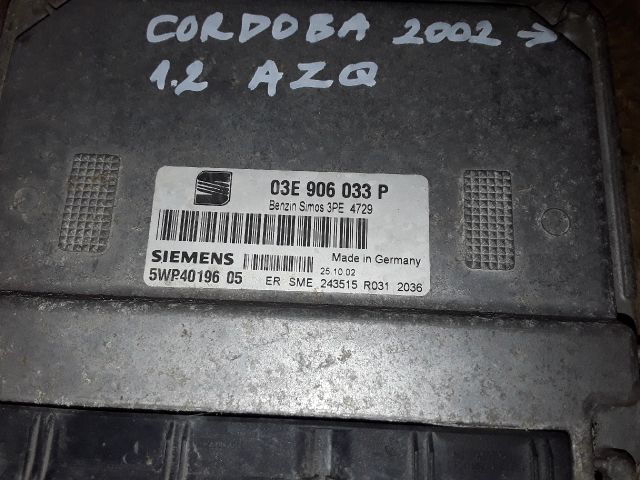 CORDOBA 2002 →
1.2 AZQ
03E 906 033 P
Benzin Simos 3PE 4729
SIEMENS Made in Germany
25.10.02
5WP40196 05 ER SME 243515 R031 2036